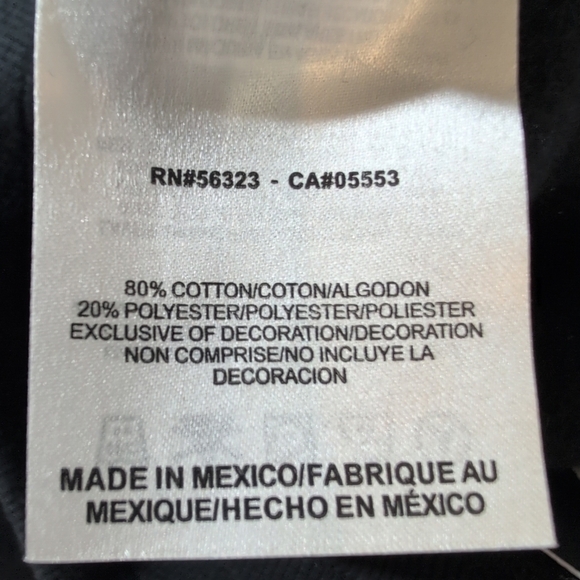 RN#56323 - CA#05553
80% COTTON/COTON/ALGODON
20% POLYESTER/POLYESTER/POLIESTER
EXCLUSIVE OF DECORATION/DECORATION
NON COMPRISE/NO INCLUYE LA
DECORACION
MADE IN MEXICO/FABRIQUE AU
MEXIQUE/HECHO EN MÉXICO